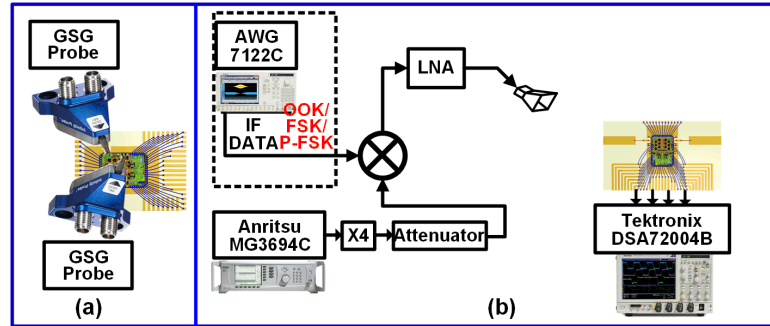 GSG
Probe
GSG
Probe
(a)
AWG
7122C
IF
DATA
OOK/
FSK/
P-FSK
LNA
Anritsu
MG3694C
X4
Attenuator
Tektronix
DSA72004B
(b)